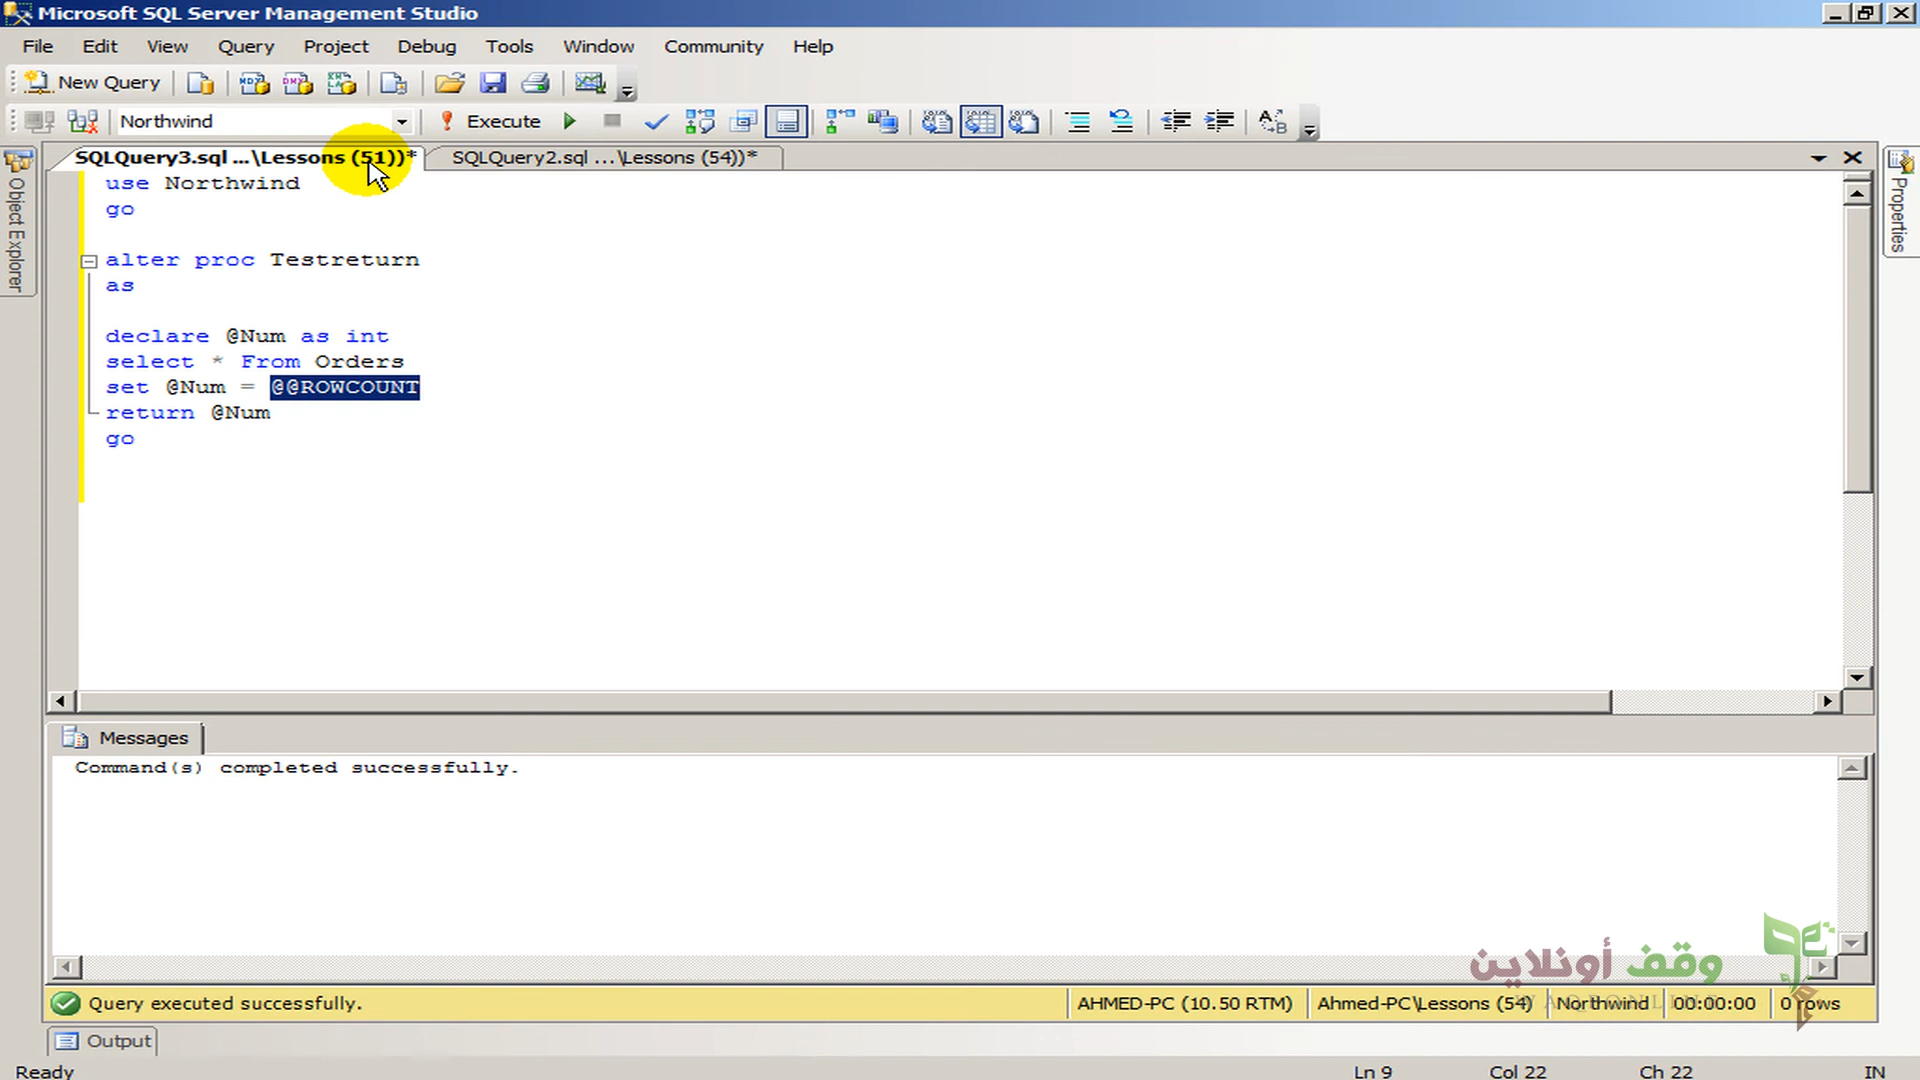 Microsoft SQL Server Management Studio
File Edit View Query Project Debug Tools Window Community Help
New Query
Northwind Execute
SQLQuery3.sql ...\Lessons (51))* SQLQuery2.sql ...\Lessons (54))*
Object Explorer
Properties
use Northwind
go
alter proc Testreturn
as
declare @Num as int
select * From Orders
set @Num = @@ROWCOUNT
return @Num
go
Messages
Command(s) completed successfully.
وقف أونلاين
Query executed successfully. AHMED-PC (10.50 RTM) Ahmed-PC\Lessons (54) Northwind 00:00:00 0 rows
Output
Ready Ln 9 Col 22 Ch 22 IN